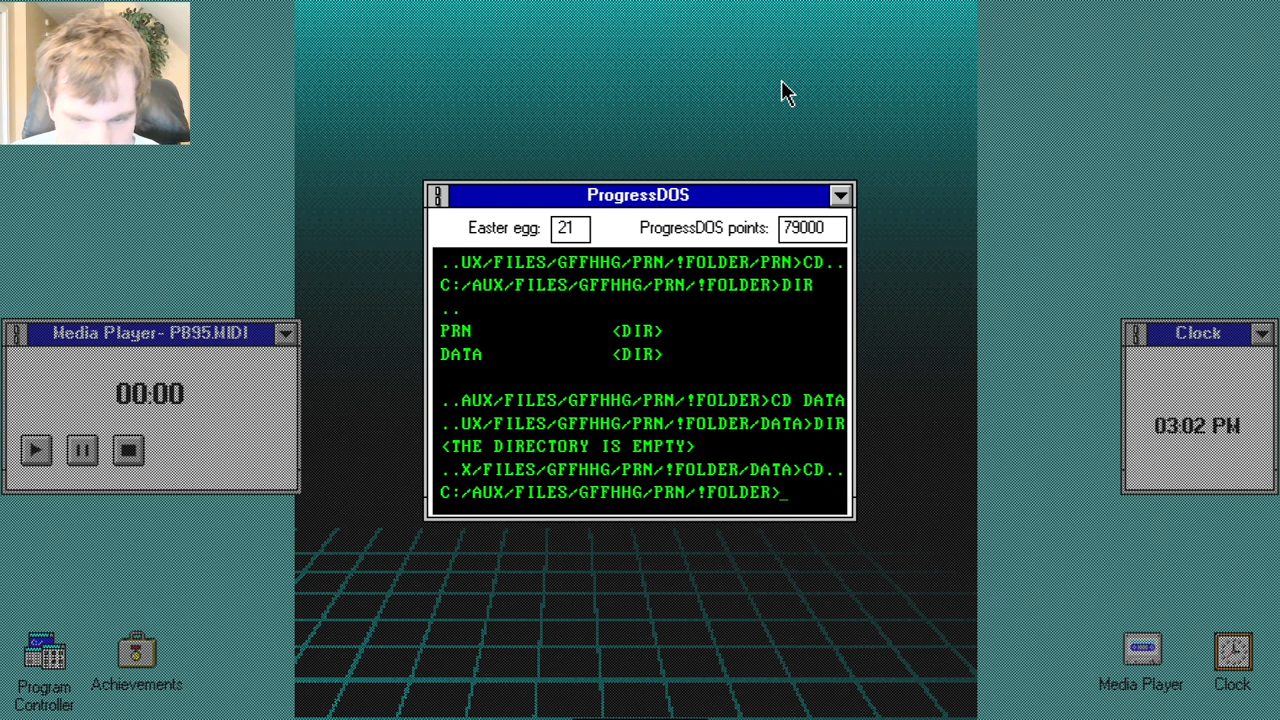 ProgressDOS
Easter egg: 21 ProgressDOS points: 79000
..UX/FILES/GFFHHG/PRN/!FOLDER/PRN>CD..
C:/AUX/FILES/GFFHHG/PRN/!FOLDER>DIR
..
PRN <DIR>
DATA <DIR>
..AUX/FILES/GFFHHG/PRN/!FOLDER>CD DATA
..UX/FILES/GFFHHG/PRN/!FOLDER/DATA>DIR
<THE DIRECTORY IS EMPTY>
..X/FILES/GFFHHG/PRN/!FOLDER/DATA>CD..
C:/AUX/FILES/GFFHHG/PRN/!FOLDER>_
Media Player- PB95.MIDI
00:00
Clock
03:02 PM
Program
Controller
Achievements
Media Player
Clock